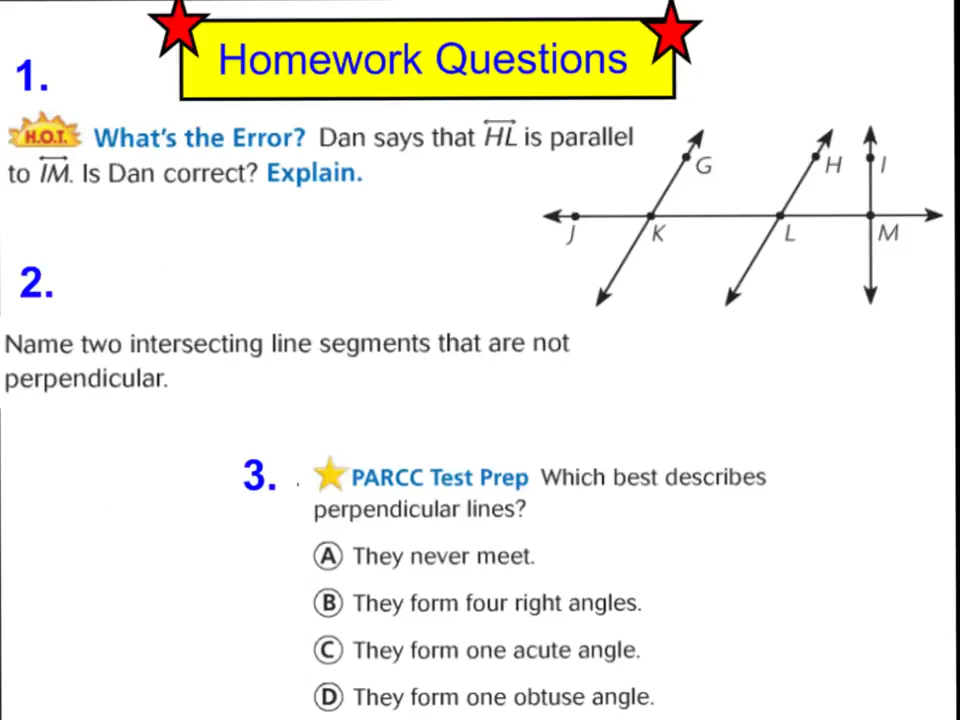 Homework Questions
1.
H.O.T. What's the Error? Dan says that HL is parallel
to IM. Is Dan correct? Explain.
G
H
I
J
K
L
M
2.
Name two intersecting line segments that are not
perpendicular.
3. . PARCC Test Prep Which best describes
perpendicular lines?
A They never meet.
B They form four right angles.
C They form one acute angle.
D They form one obtuse angle.